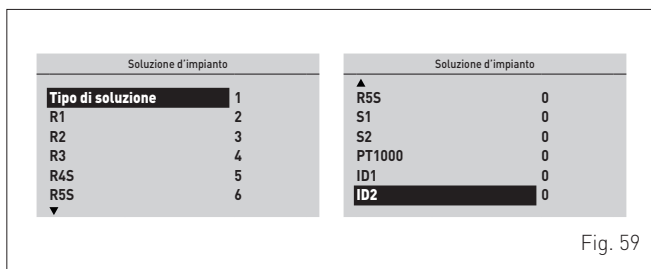 Soluzione d'impianto
Tipo di soluzione 1
R1 2
R2 3
R3 4
R4S 5
R5S 6
▼
Soluzione d'impianto
▲
R5S 0
S1 0
S2 0
PT1000 0
ID1 0
ID2 0
Fig. 59